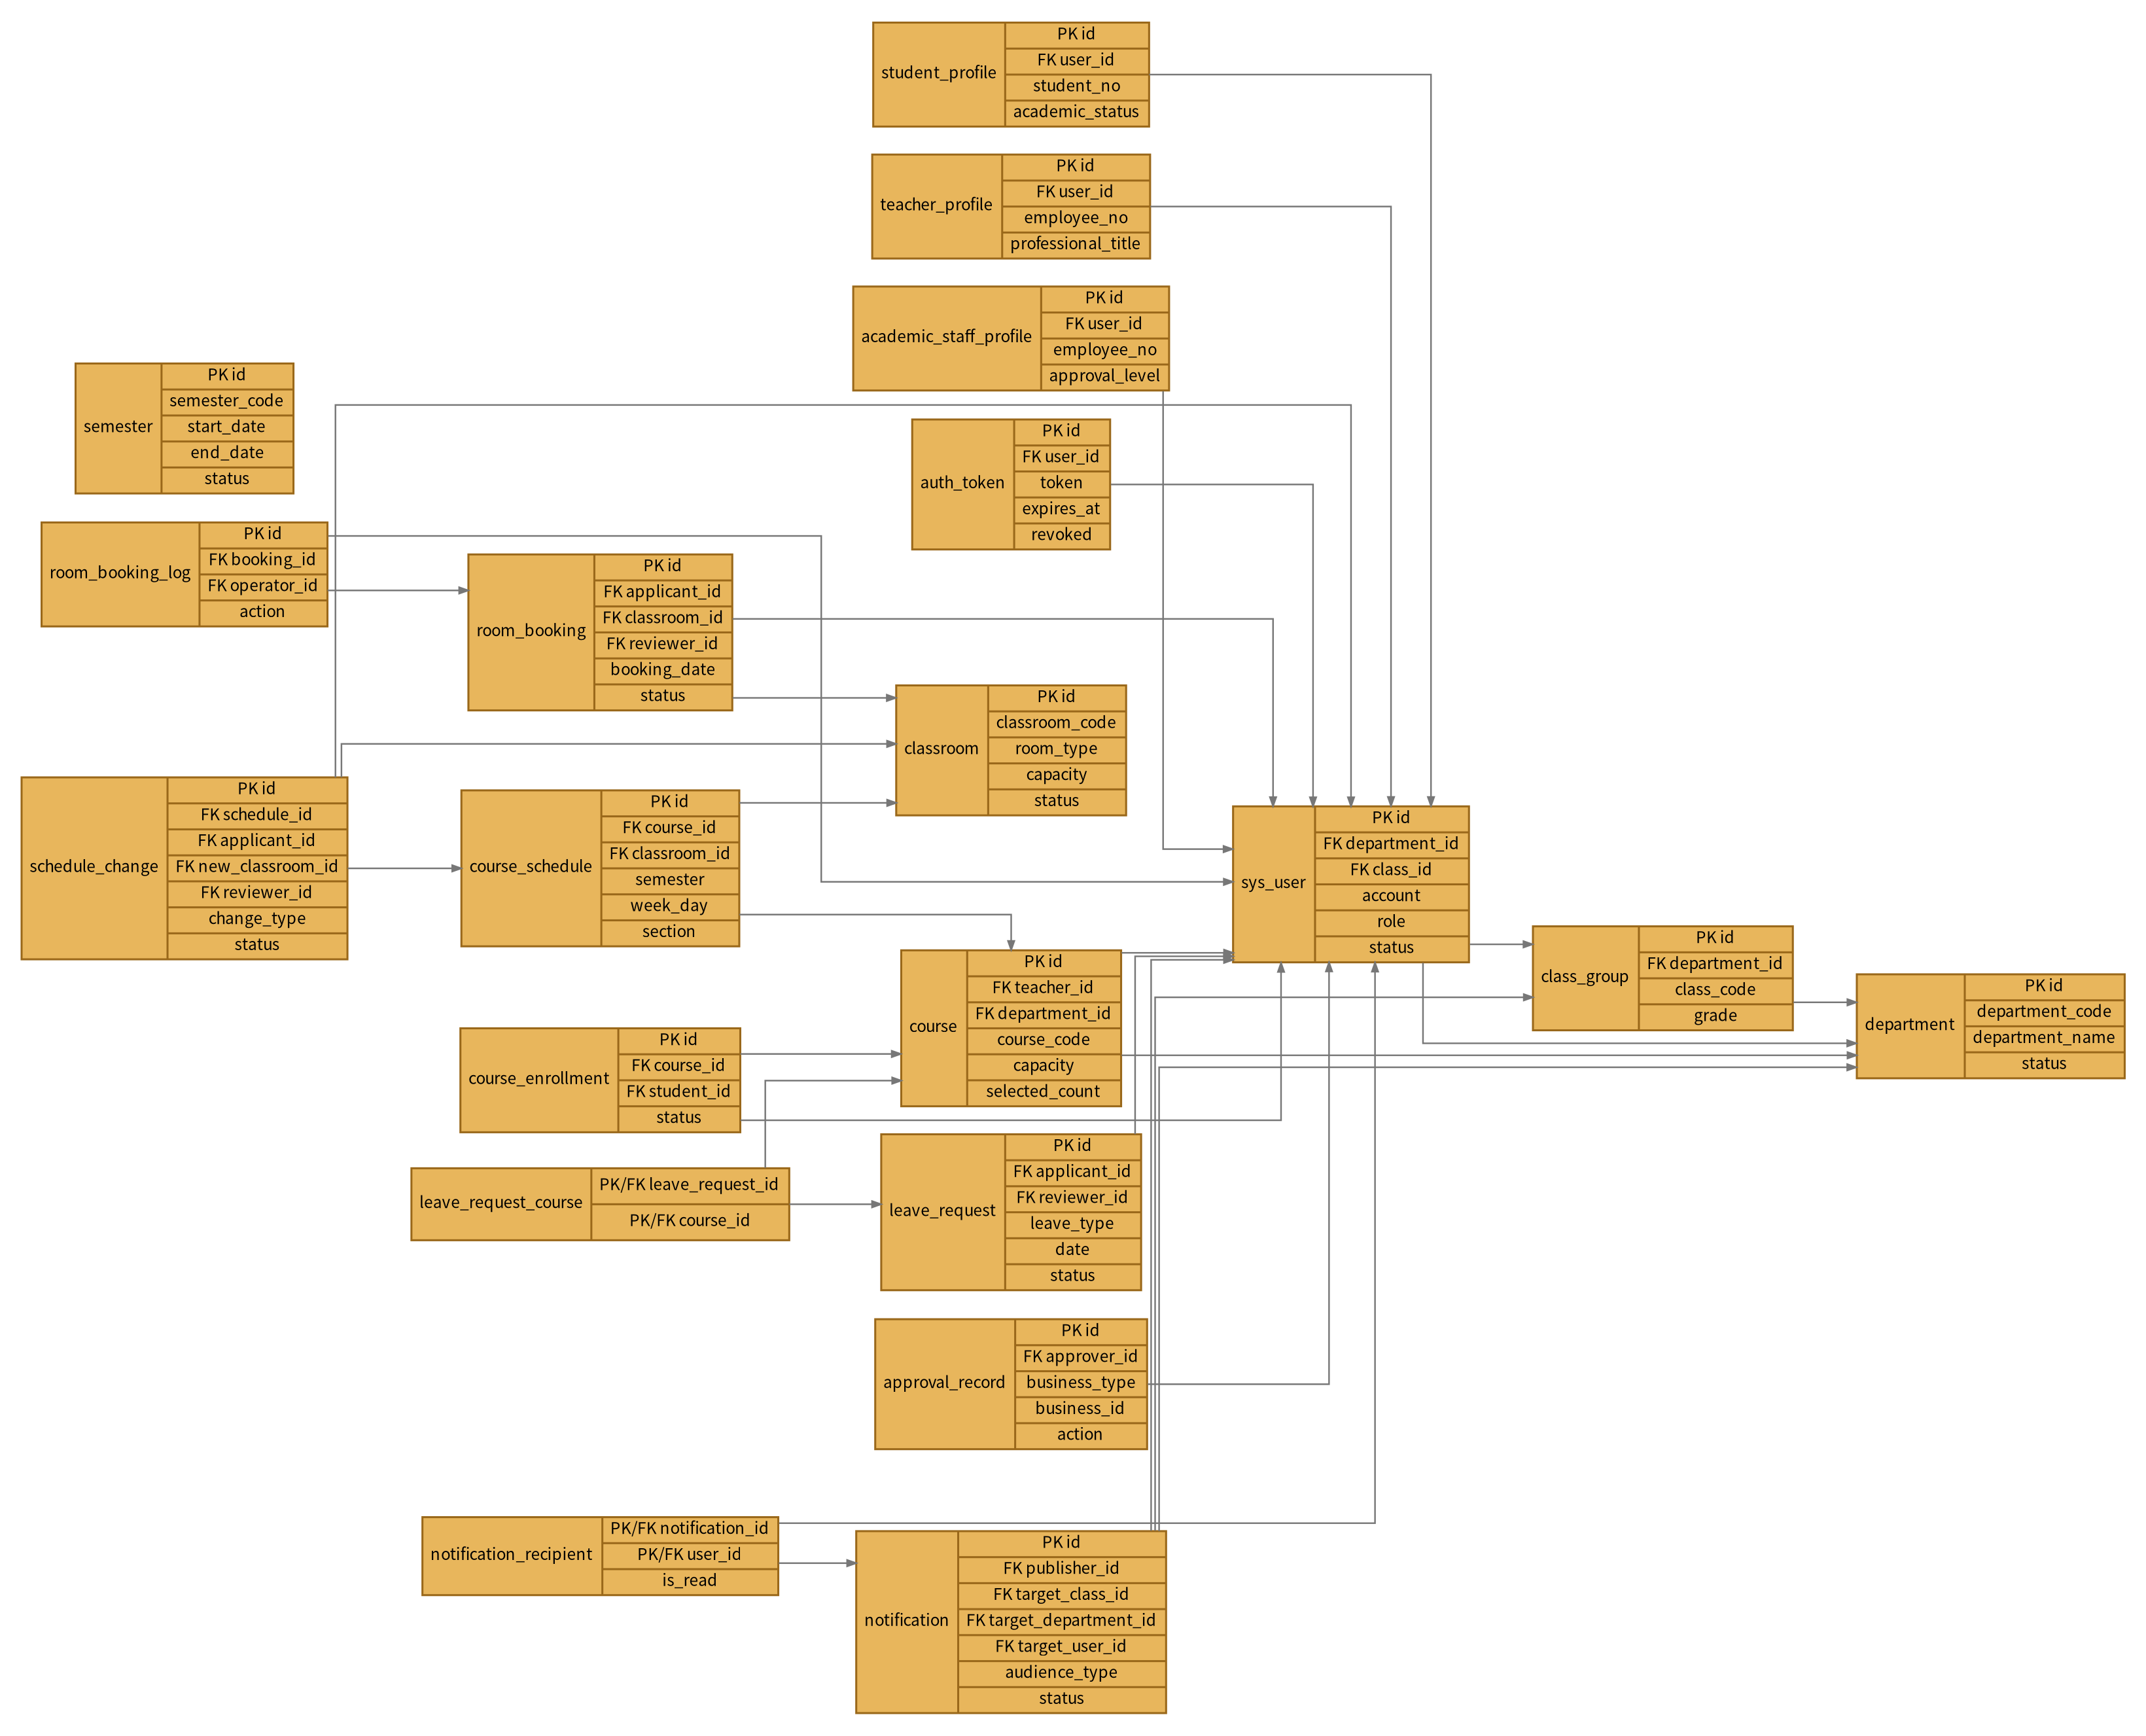 student_profile
PK id
FK user_id
student_no
academic_status
teacher_profile
PK id
FK user_id
employee_no
professional_title
academic_staff_profile
PK id
FK user_id
employee_no
approval_level
semester
PK id
semester_code
start_date
end_date
status
auth_token
PK id
FK user_id
token
expires_at
revoked
room_booking_log
PK id
FK booking_id
FK operator_id
action
room_booking
PK id
FK applicant_id
FK classroom_id
FK reviewer_id
booking_date
status
classroom
PK id
classroom_code
room_type
capacity
status
schedule_change
PK id
FK schedule_id
FK applicant_id
FK new_classroom_id
FK reviewer_id
change_type
status
course_schedule
PK id
FK course_id
FK classroom_id
semester
week_day
section
sys_user
PK id
FK department_id
FK class_id
account
role
status
class_group
PK id
FK department_id
class_code
grade
department
PK id
department_code
department_name
status
course
PK id
FK teacher_id
FK department_id
course_code
capacity
selected_count
course_enrollment
PK id
FK course_id
FK student_id
status
leave_request_course
PK/FK leave_request_id
PK/FK course_id
leave_request
PK id
FK applicant_id
FK reviewer_id
leave_type
date
status
approval_record
PK id
FK approver_id
business_type
business_id
action
notification_recipient
PK/FK notification_id
PK/FK user_id
is_read
notification
PK id
FK publisher_id
FK target_class_id
FK target_department_id
FK target_user_id
audience_type
status